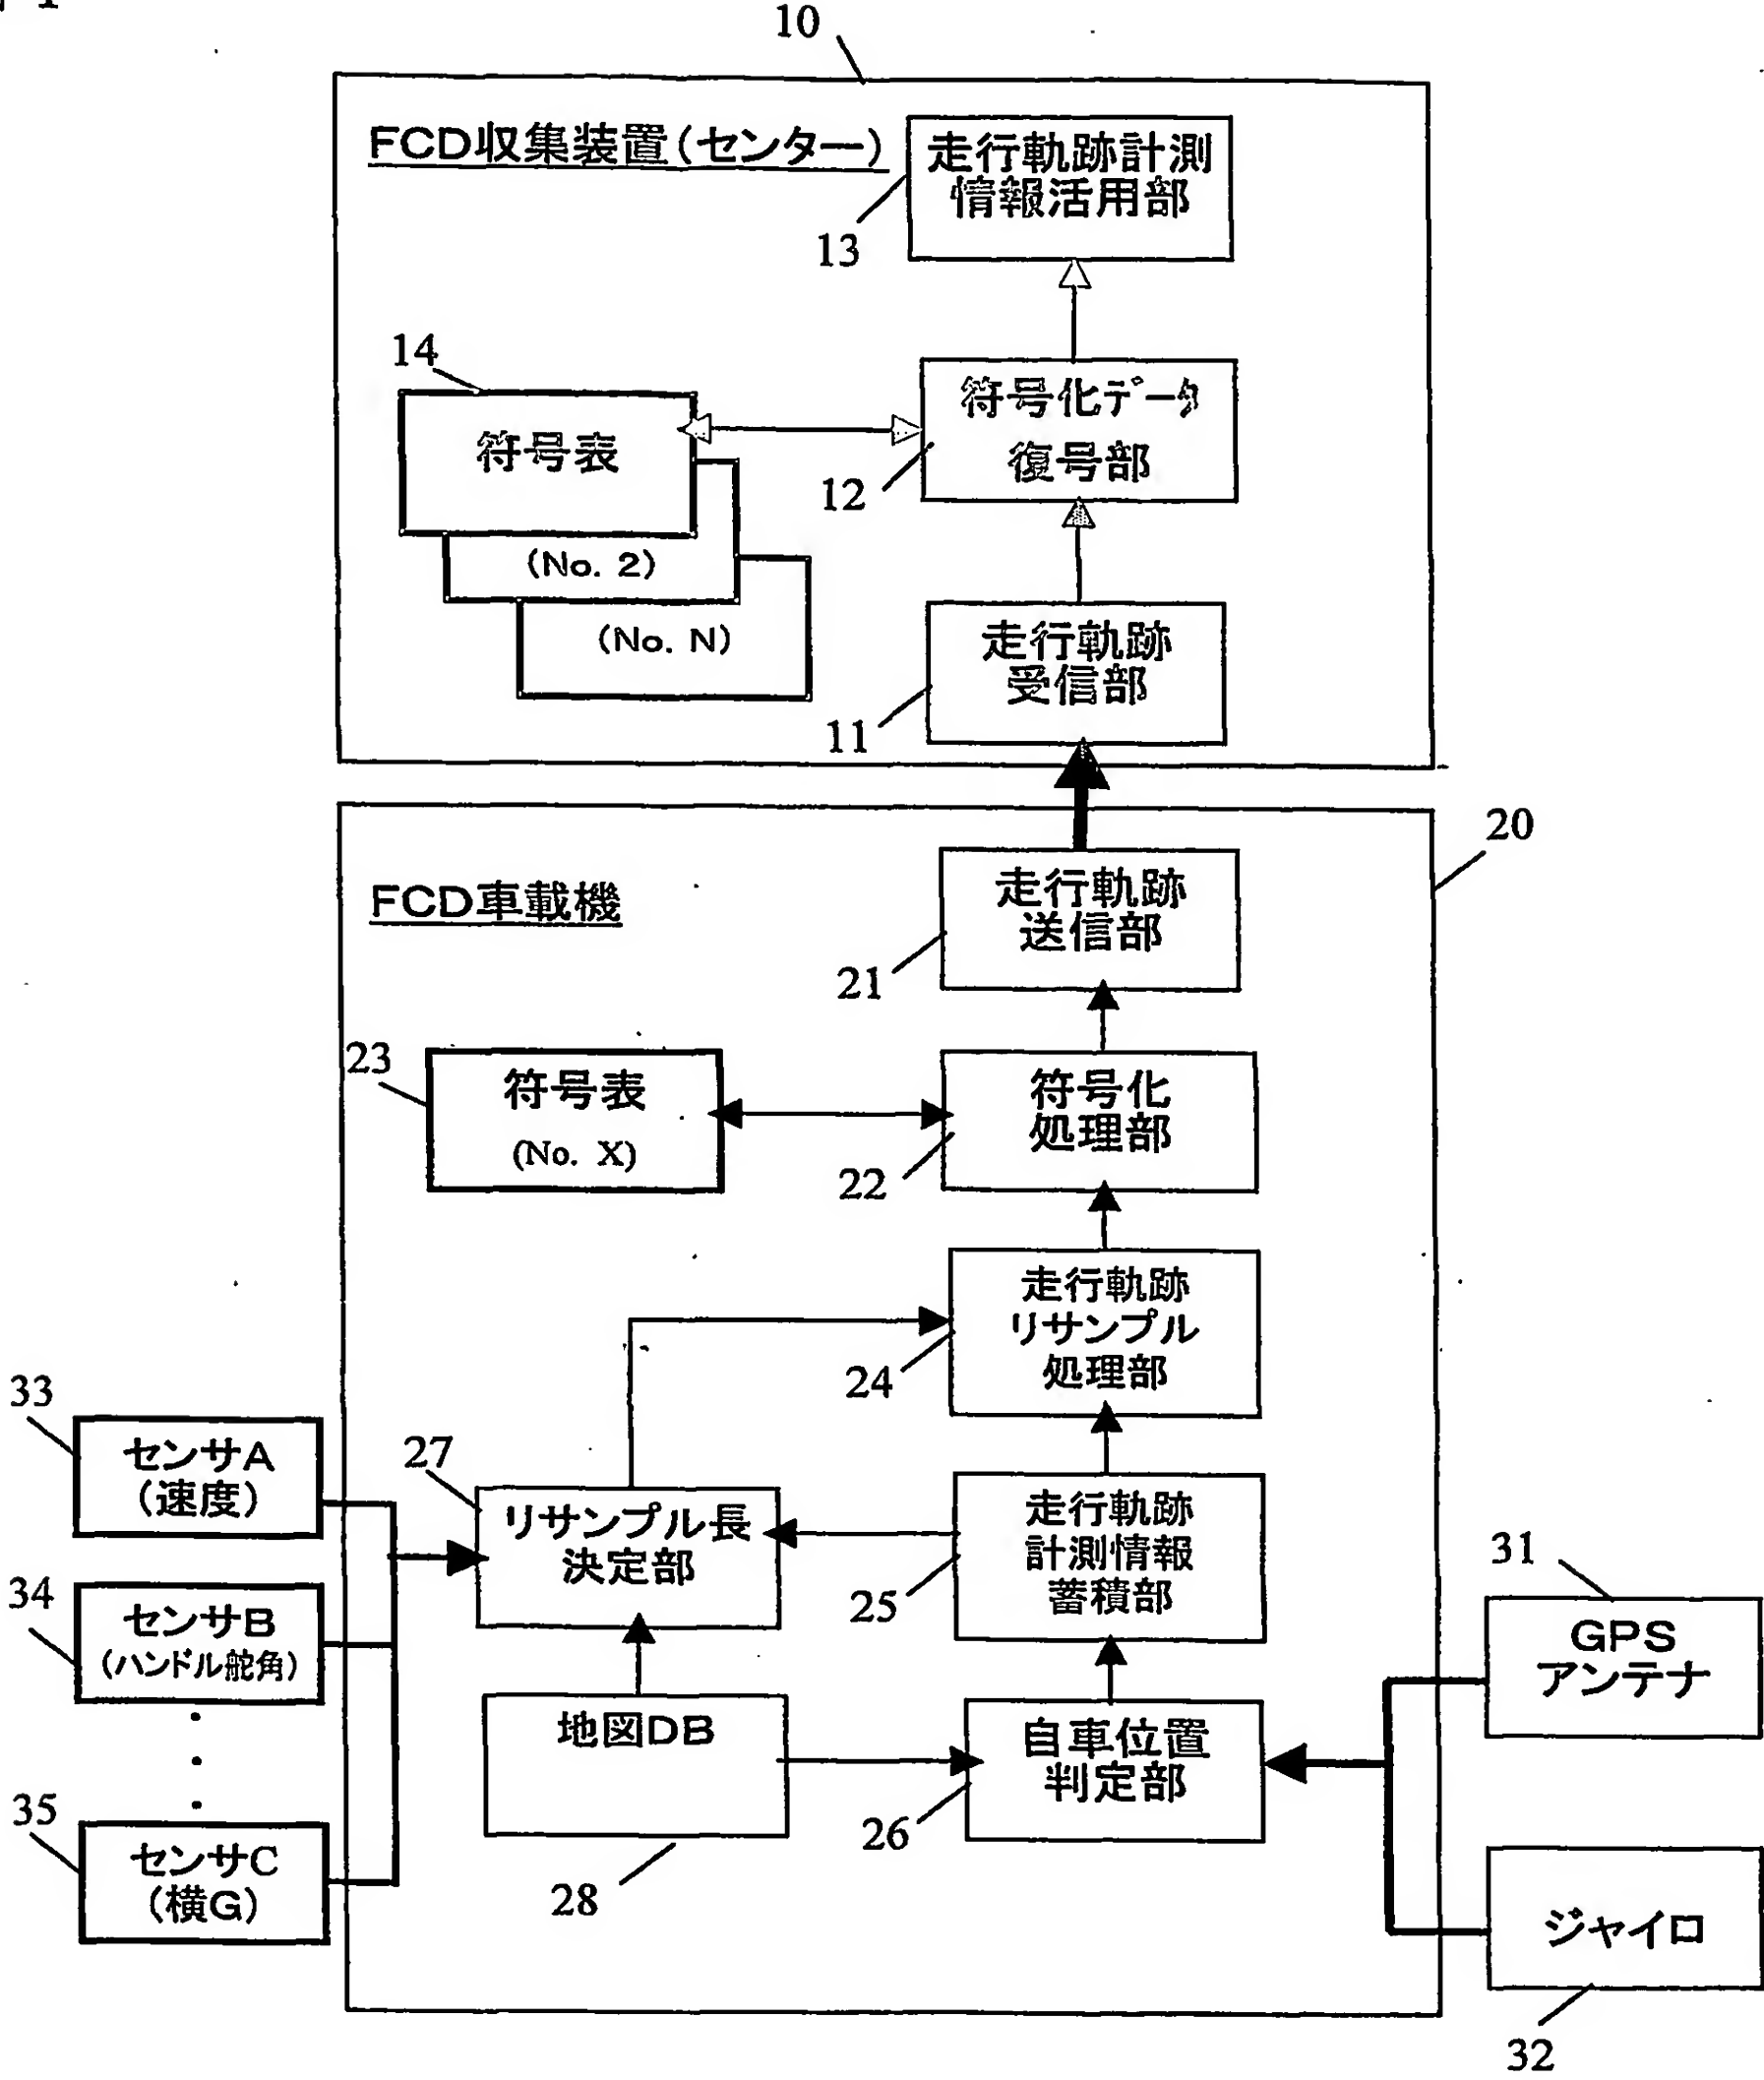 10
FCD収集装置(センター)
走行軌跡計測
情報活用部
13
14
符号表
(No. 2)
(No. N)
符号化データ
復号部
12
走行軌跡
受信部
11
20
FCD車載機
走行軌跡
送信部
21
23
符号表
(No. X)
符号化
処理部
22
走行軌跡
リサンプル
処理部
24
33
センサA
(速度)
27
リサンプル長
決定部
走行軌跡
計測情報
蓄積部
25
34
センサB
(ハンドル舵角)
31
GPS
アンテナ
地図DB
28
自車位置
判定部
26
35
センサC
(横G)
ジャイロ
32